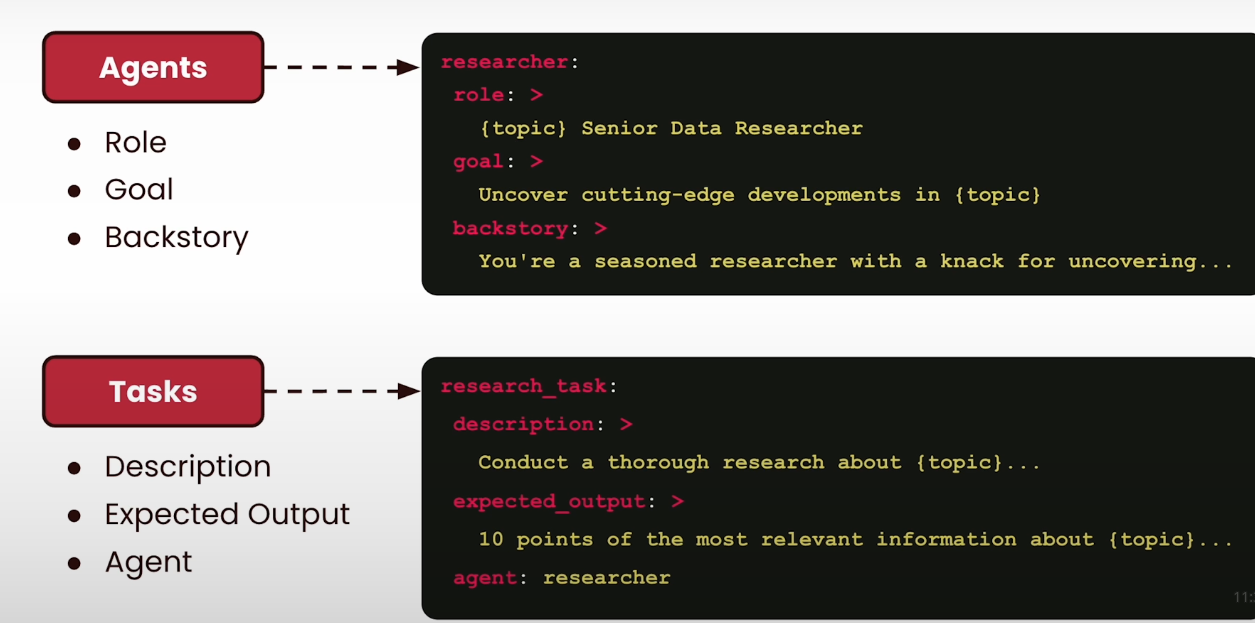 Agents
● Role
● Goal
● Backstory
researcher:
role: >
{topic} Senior Data Researcher
goal: >
Uncover cutting-edge developments in {topic}
backstory: >
You're a seasoned researcher with a knack for uncovering...
Tasks
● Description
● Expected Output
● Agent
research_task:
description: >
Conduct a thorough research about {topic}...
expected_output: >
10 points of the most relevant information about {topic}...
agent: researcher